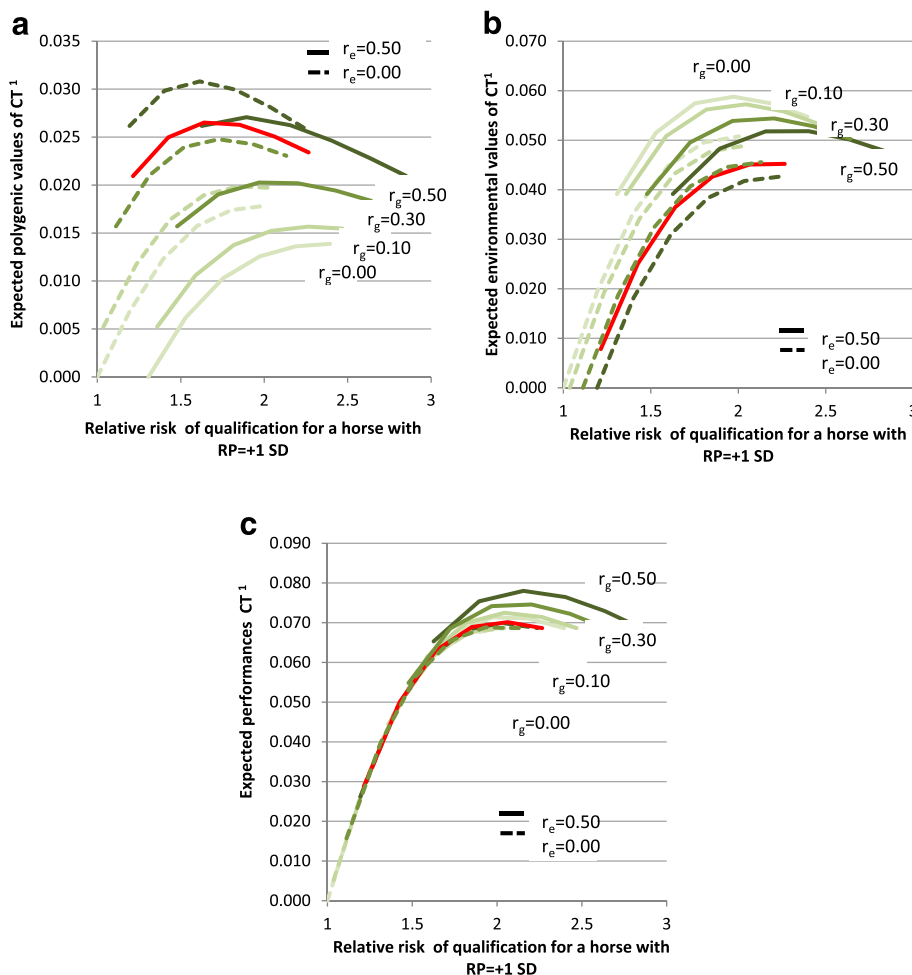 a
Expected polygenic values of CT¹
0.035
0.030
0.025
0.020
0.015
0.010
0.005
0.000
rₑ=0.50
rₑ=0.00
r_g=0.50
r_g=0.30
r_g=0.10
r_g=0.00
1 1.5 2 2.5 3
Relative risk of qualification for a horse with
RP=+1 SD
b
Expected environmental values of CT¹
0.070
0.060
0.050
0.040
0.030
0.020
0.010
0.000
r_g=0.00
r_g=0.10
r_g=0.30
r_g=0.50
rₑ=0.50
rₑ=0.00
1 1.5 2 2.5 3
Relative risk of qualification for a horse with
RP=+1 SD
c
Expected performances CT¹
0.090
0.080
0.070
0.060
0.050
0.040
0.030
0.020
0.010
0.000
r_g=0.50
r_g=0.30
r_g=0.10
r_g=0.00
rₑ=0.50
rₑ=0.00
1 1.5 2 2.5 3
Relative risk of qualification for a horse with
RP=+1 SD